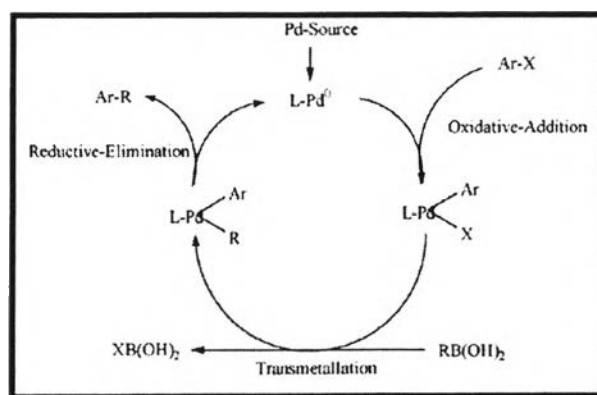 Pd-Source
Ar-X
Ar-R
L-Pd⁰
Oxidative-Addition
Reductive-Elimination
Ar
L-Pd
R
Ar
L-Pd
X
XB(OH)₂
RB(OH)₂
Transmetallation